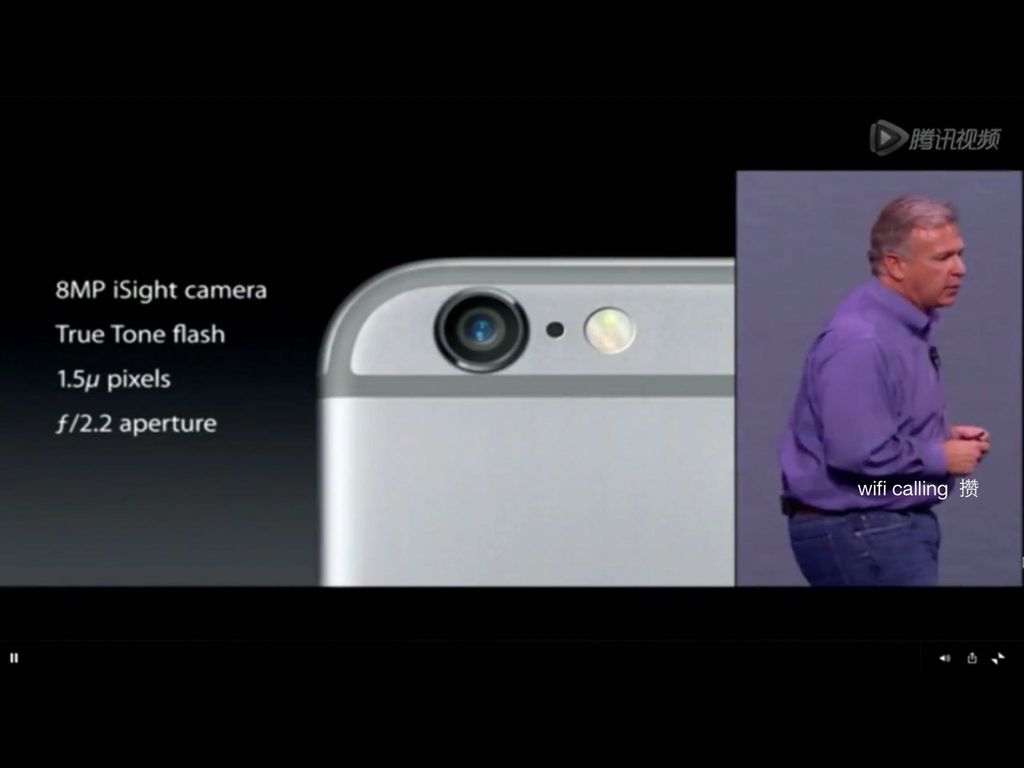 腾讯视频
8MP iSight camera
True Tone flash
1.5µ pixels
ƒ/2.2 aperture
wifi calling 攒